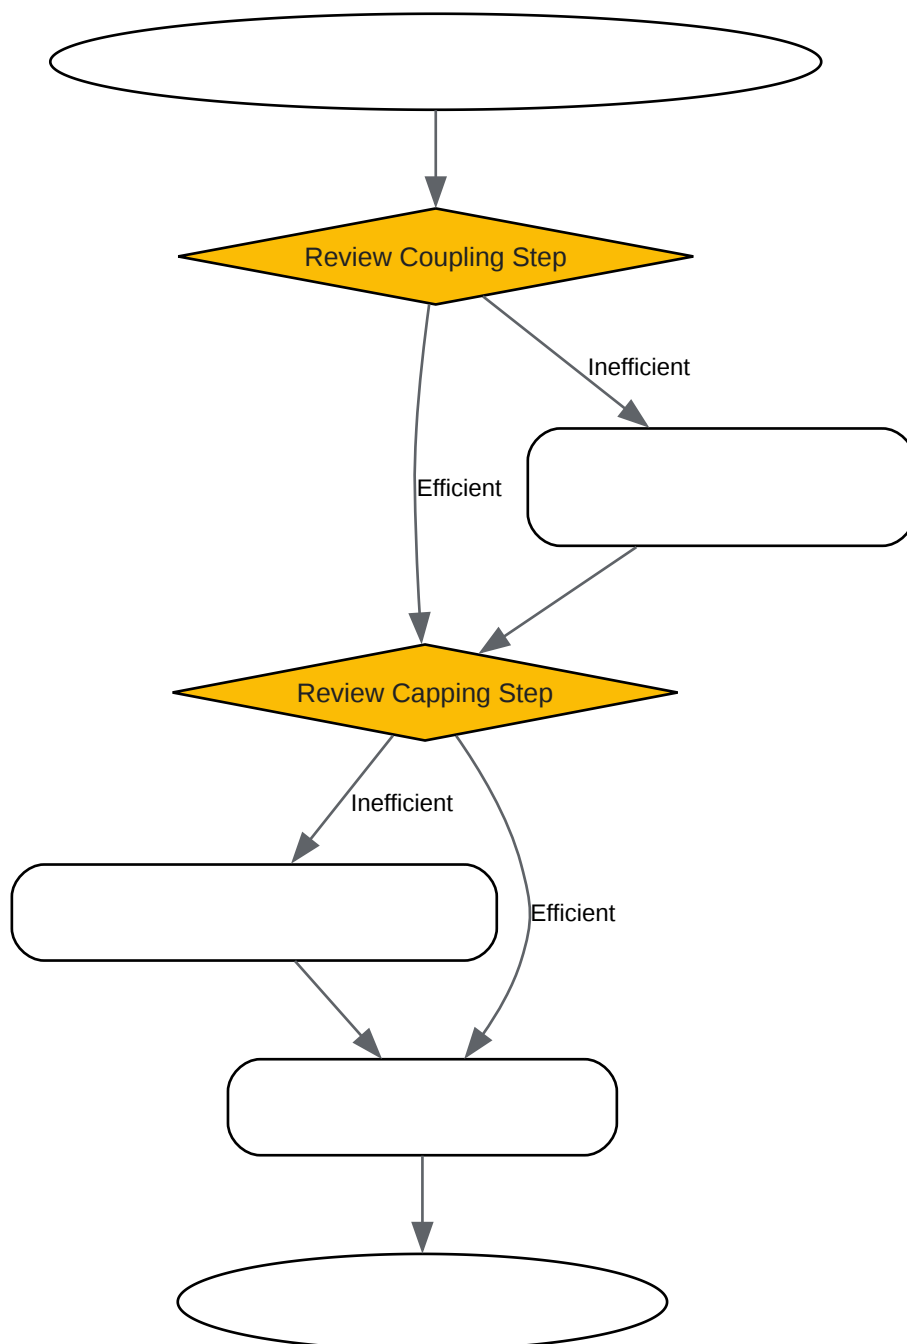 Review Coupling Step
Inefficient
Efficient
Review Capping Step
Inefficient
Efficient